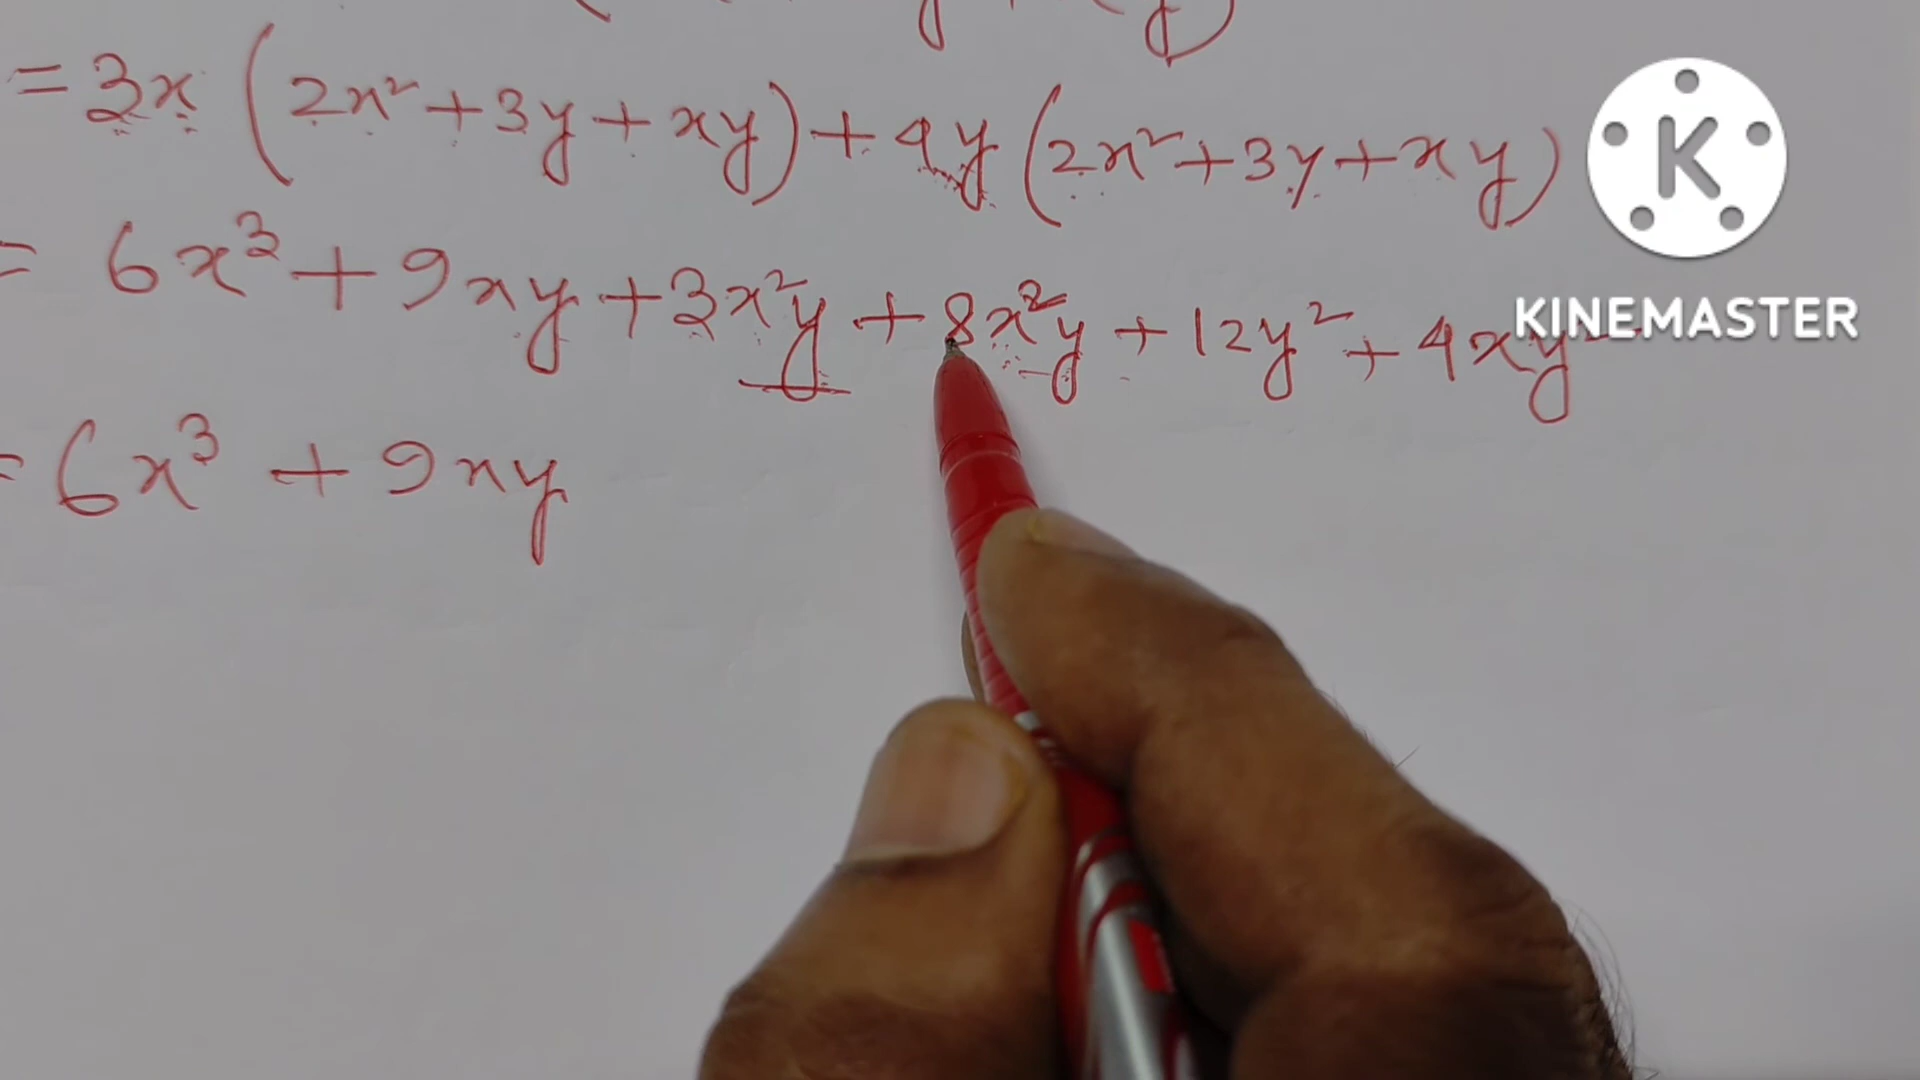 = 3x (2x² + 3y + xy) + 4y (2x² + 3y + xy)
= 6x³ + 9xy + 3x²y + 8x²y + 12y² + 4xy²
= 6x³ + 9xy
K
KINEMASTER